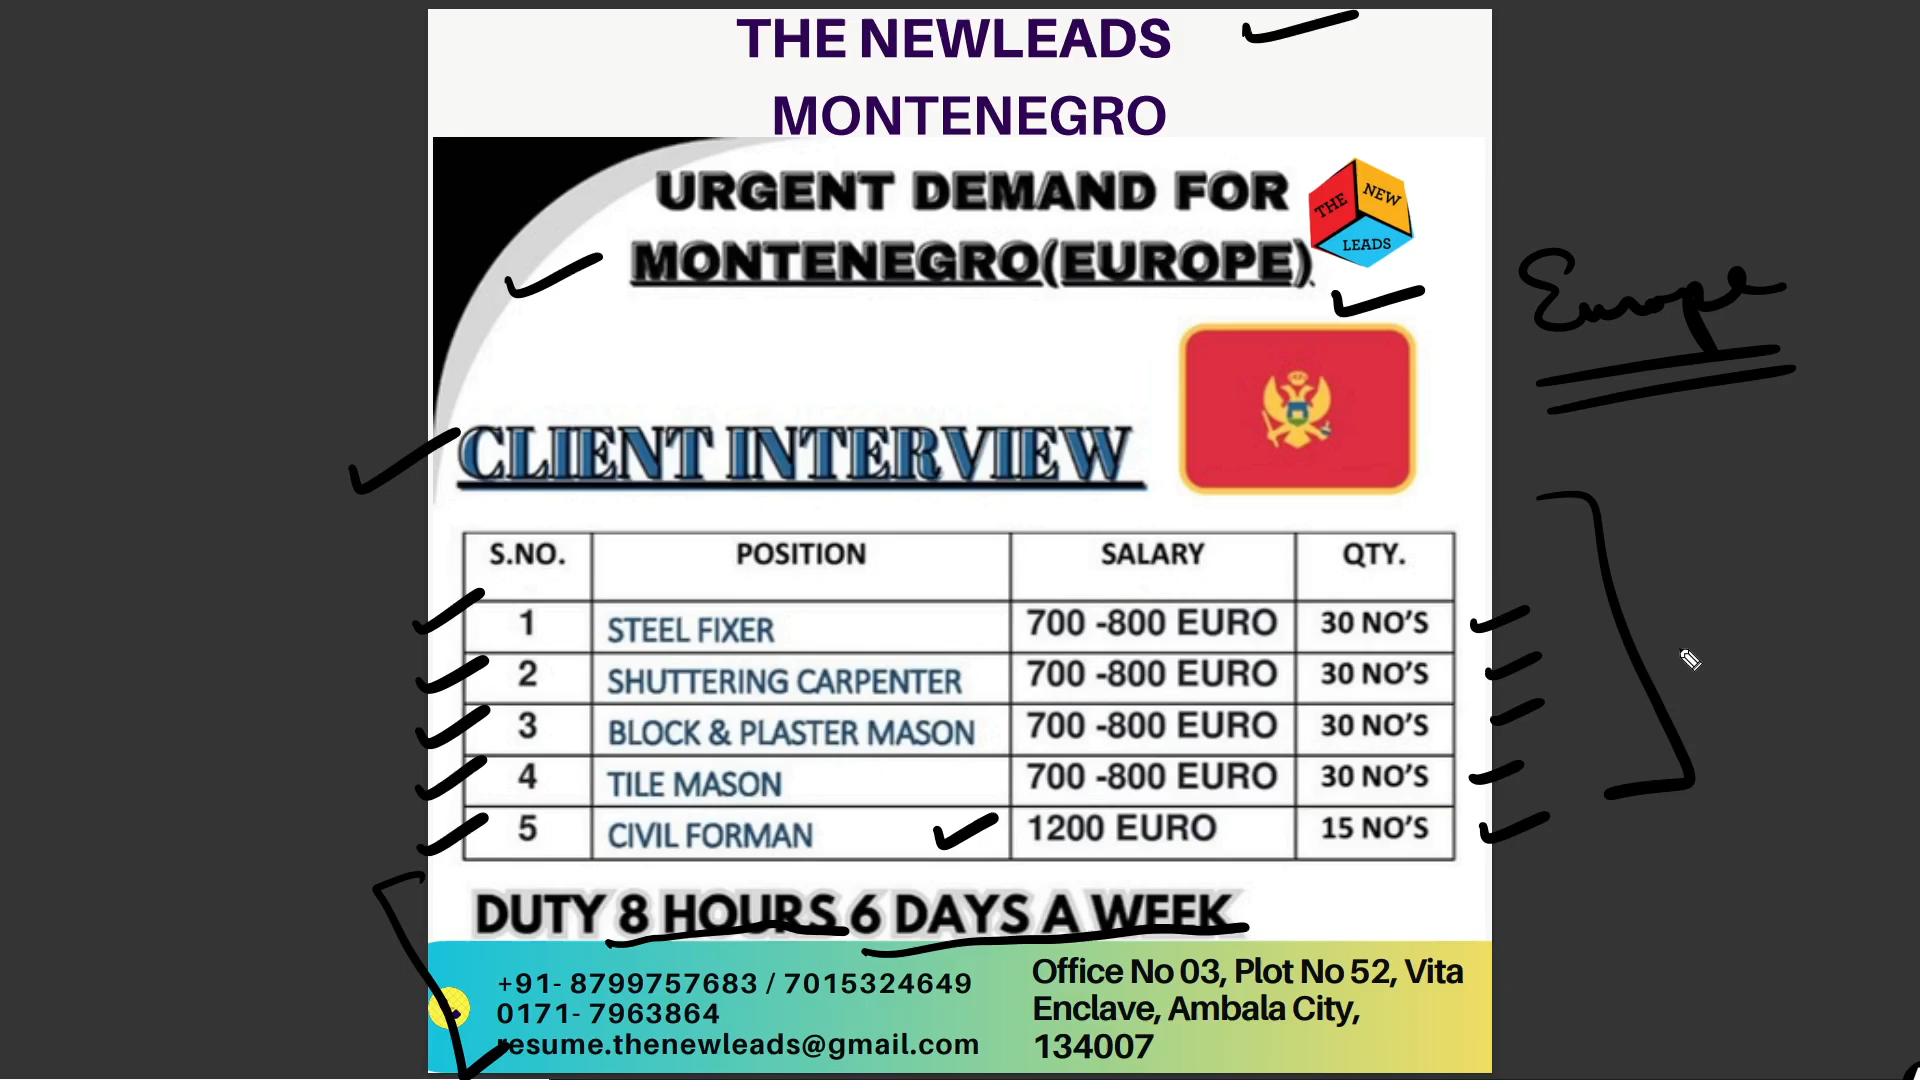 THE NEWLEADS
MONTENEGRO
URGENT DEMAND FOR
MONTENEGRO(EUROPE)
THE NEW LEADS
Europe
CLIENT INTERVIEW
S.NO. POSITION SALARY QTY.
1 STEEL FIXER 700 -800 EURO 30 NO'S
2 SHUTTERING CARPENTER 700 -800 EURO 30 NO'S
3 BLOCK & PLASTER MASON 700 -800 EURO 30 NO'S
4 TILE MASON 700 -800 EURO 30 NO'S
5 CIVIL FORMAN 1200 EURO 15 NO'S
DUTY 8 HOURS 6 DAYS A WEEK
+91- 8799757683 / 7015324649
0171- 7963864
resume.thenewleads@gmail.com
Office No 03, Plot No 52, Vita
Enclave, Ambala City,
134007